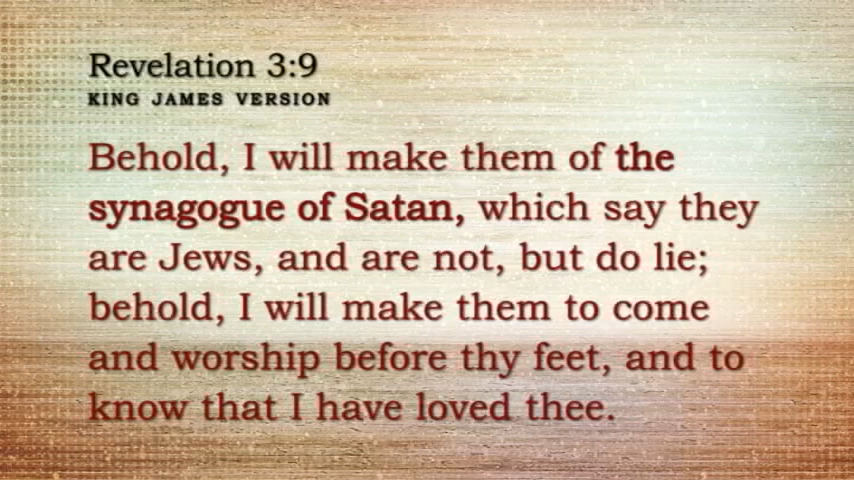 Revelation 3:9
KING JAMES VERSION
Behold, I will make them of the
synagogue of Satan, which say they
are Jews, and are not, but do lie;
behold, I will make them to come
and worship before thy feet, and to
know that I have loved thee.